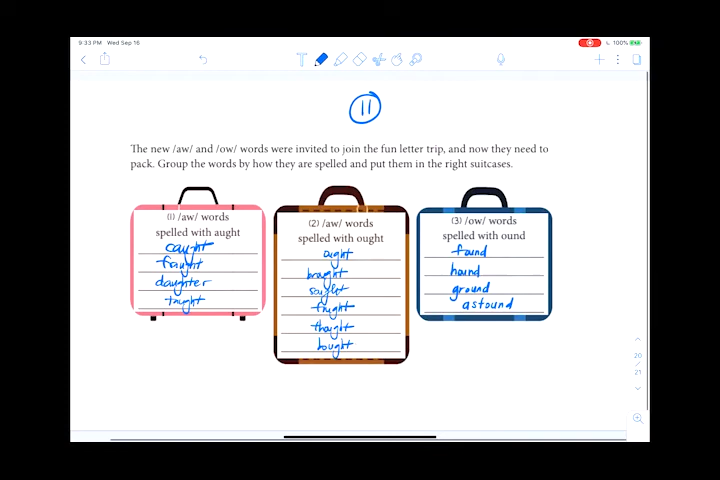 9:33 PM Wed Sep 16
100%
11
The new /aw/ and /ow/ words were invited to join the fun letter trip, and now they need to
pack. Group the words by how they are spelled and put them in the right suitcases.
(1) /aw/ words
spelled with aught
caught
fraught
daughter
taught
(2) /aw/ words
spelled with ought
ought
brought
sought
fought
thought
bought
(3) /ow/ words
spelled with ound
found
hound
ground
astound
20
21